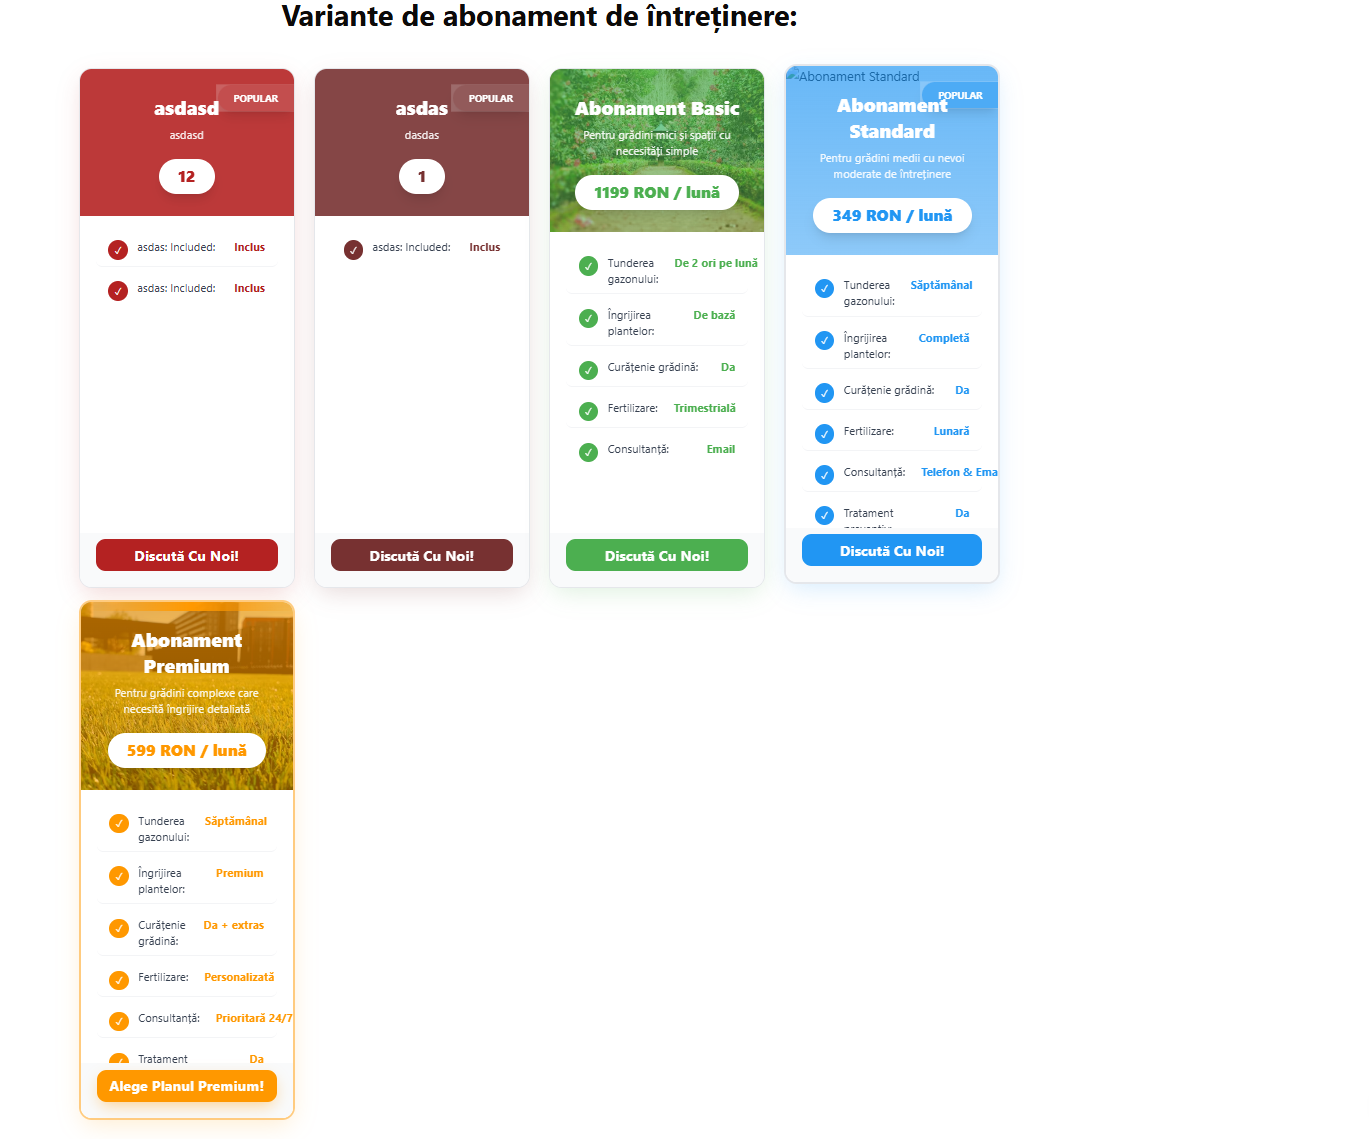 Variante de abonament de întreținere:
POPULAR
asdasd
asdasd
12
asdas: Included: Inclus
asdas: Included: Inclus
Discută Cu Noi!
POPULAR
asdas
dasdas
1
asdas: Included: Inclus
Discută Cu Noi!
Abonament Basic
Pentru grădini mici și spații cu
necesități simple
1199 RON / lună
Tunderea De 2 ori pe lună
gazonului:
Îngrijirea De bază
plantelor:
Curățenie grădină: Da
Fertilizare: Trimestrială
Consultanță: Email
Discută Cu Noi!
Abonament Standard
POPULAR
Abonament
Standard
Pentru grădini medii cu nevoi
moderate de întreținere
349 RON / lună
Tunderea Săptămânal
gazonului:
Îngrijirea Completă
plantelor:
Curățenie grădină: Da
Fertilizare: Lunară
Consultanță: Telefon & Ema
Tratament Da
Discută Cu Noi!
Abonament
Premium
Pentru grădini complexe care
necesită îngrijire detaliată
599 RON / lună
Tunderea Săptămânal
gazonului:
Îngrijirea Premium
plantelor:
Curățenie Da + extras
grădină:
Fertilizare: Personalizată
Consultanță: Prioritară 24/7
Tratament Da
Alege Planul Premium!